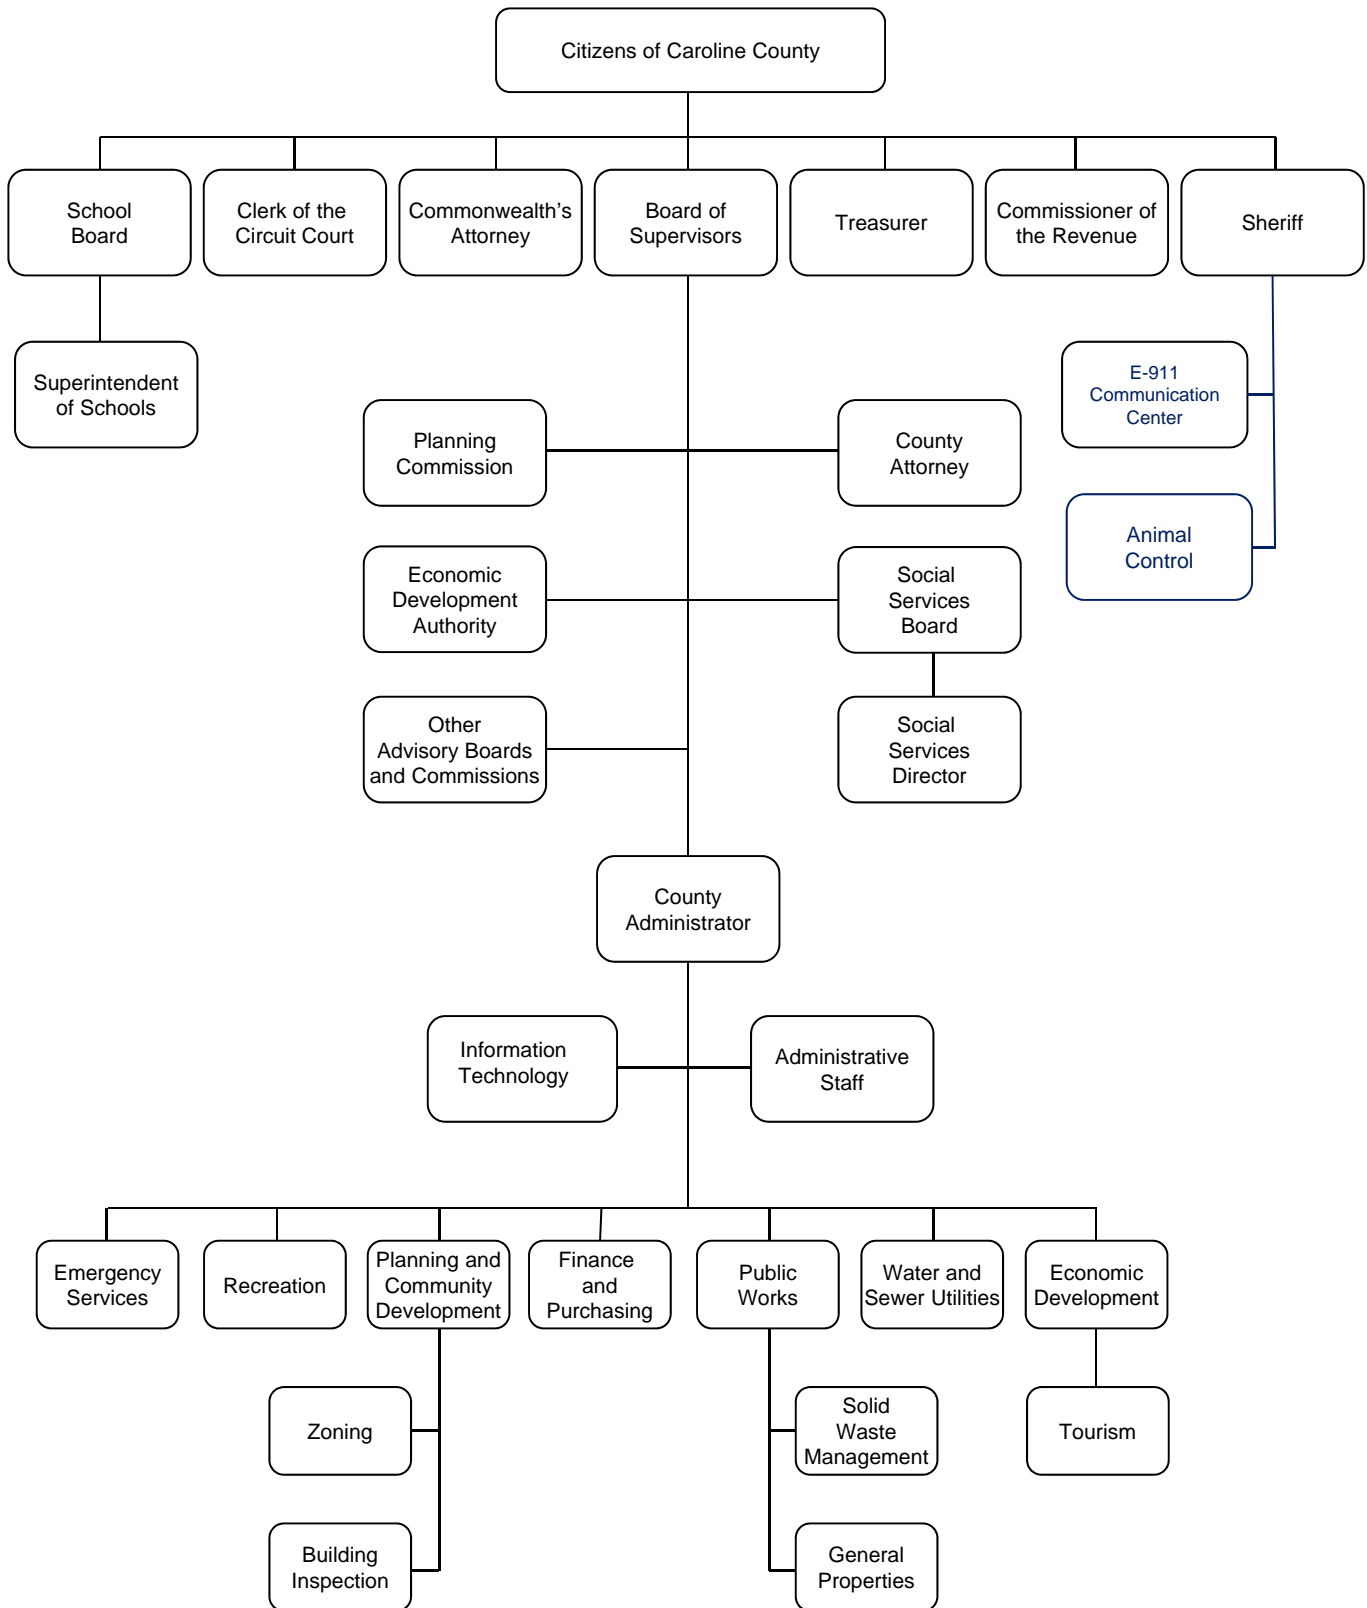 Citizens of Caroline County
School
Board
Clerk of the
Circuit Court
Commonwealth’s
Attorney
Board of
Supervisors
Treasurer
Commissioner of
the Revenue
Sheriff
Superintendent
of Schools
E-911
Communication
Center
Planning
Commission
County
Attorney
Animal
Control
Economic
Development
Authority
Social
Services
Board
Other
Advisory Boards
and Commissions
Social
Services
Director
County
Administrator
Information
Technology
Administrative
Staff
Emergency
Services
Recreation
Planning and
Community
Development
Finance
and
Purchasing
Public
Works
Water and
Sewer Utilities
Economic
Development
Zoning
Solid
Waste
Management
Tourism
Building
Inspection
General
Properties